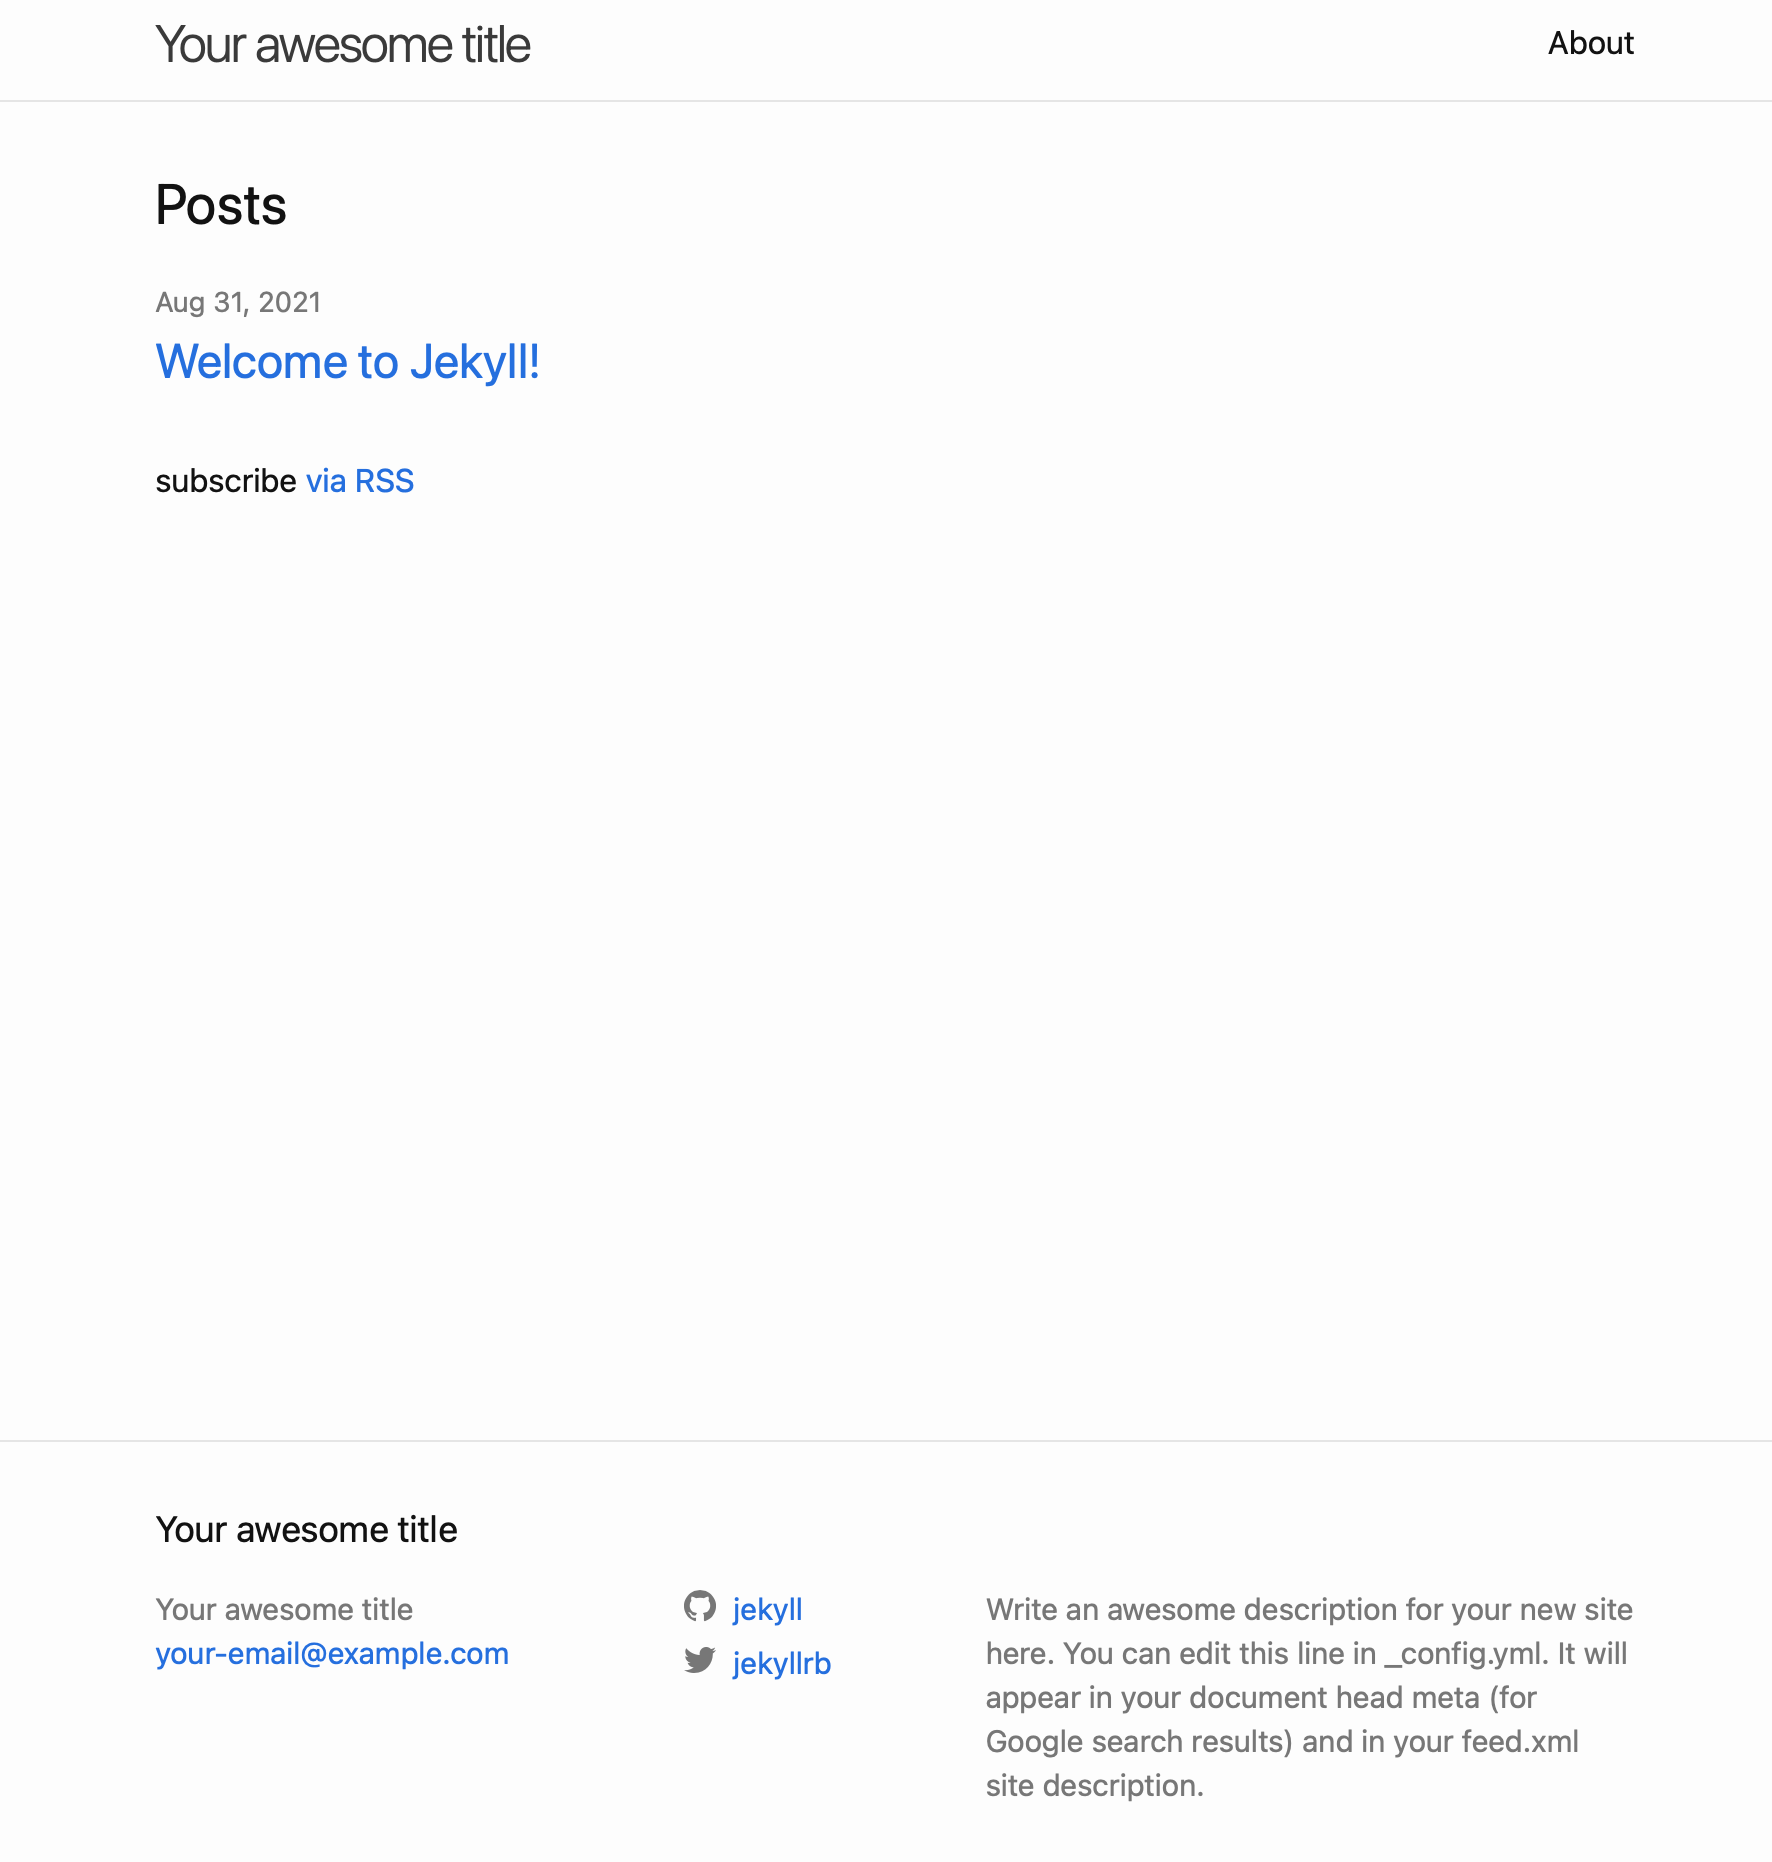 Your awesome title
About
Posts
Aug 31, 2021
Welcome to Jekyll!
subscribe via RSS
Your awesome title
Your awesome title
your-email@example.com
jekyll
jekyllrb
Write an awesome description for your new site
here. You can edit this line in _config.yml. It will
appear in your document head meta (for
Google search results) and in your feed.xml
site description.